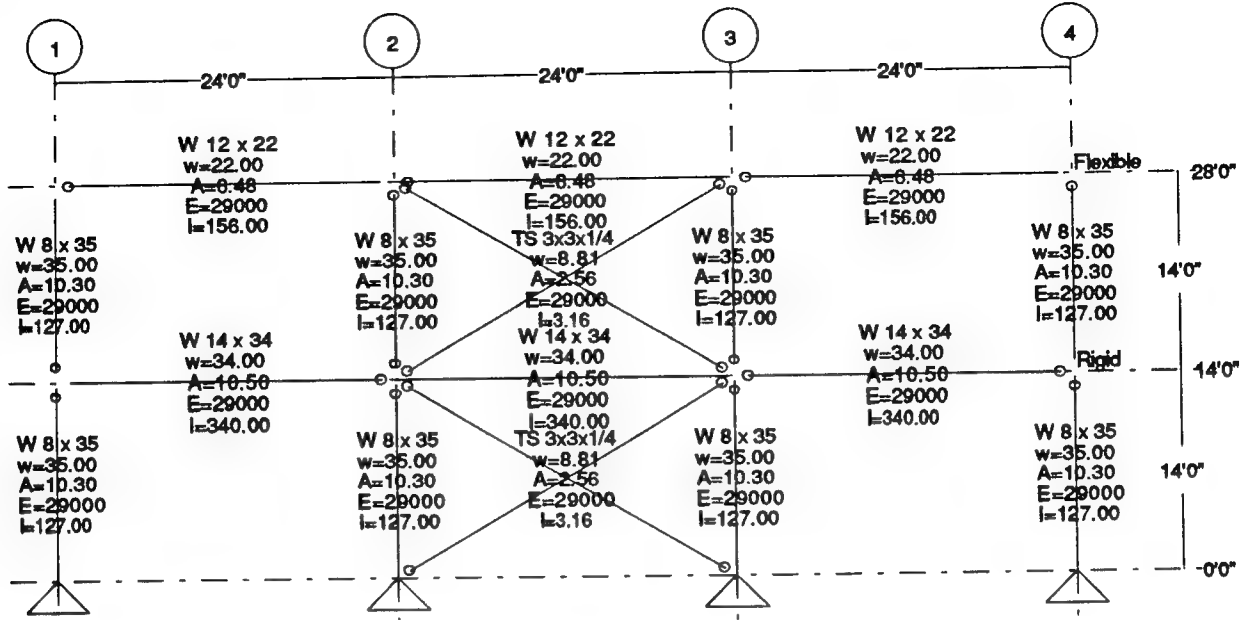 1
2
3
4
24'0"
24'0"
24'0"
W 12 x 22
w=22.00
A=6.48
E=29000
I=156.00
W 12 x 22
w=22.00
A=6.48
E=29000
I=156.00
W 12 x 22
w=22.00
A=6.48
E=29000
I=156.00
Flexible
28'0"
W 8 x 35
w=35.00
A=10.30
E=29000
I=127.00
W 8 x 35
w=35.00
A=10.30
E=29000
I=127.00
TS 3x3x1/4
w=8.81
A=2.56
E=29000
I=3.16
W 8 x 35
w=35.00
A=10.30
E=29000
I=127.00
W 8 x 35
w=35.00
A=10.30
E=29000
I=127.00
14'0"
W 14 x 34
w=34.00
A=10.50
E=29000
I=340.00
W 14 x 34
w=34.00
A=10.50
E=29000
I=340.00
W 14 x 34
w=34.00
A=10.50
E=29000
I=340.00
Rigid
14'0"
W 8 x 35
w=35.00
A=10.30
E=29000
I=127.00
W 8 x 35
w=35.00
A=10.30
E=29000
I=127.00
TS 3x3x1/4
w=8.81
A=2.56
E=29000
I=3.16
W 8 x 35
w=35.00
A=10.30
E=29000
I=127.00
W 8 x 35
w=35.00
A=10.30
E=29000
I=127.00
14'0"
0'0"